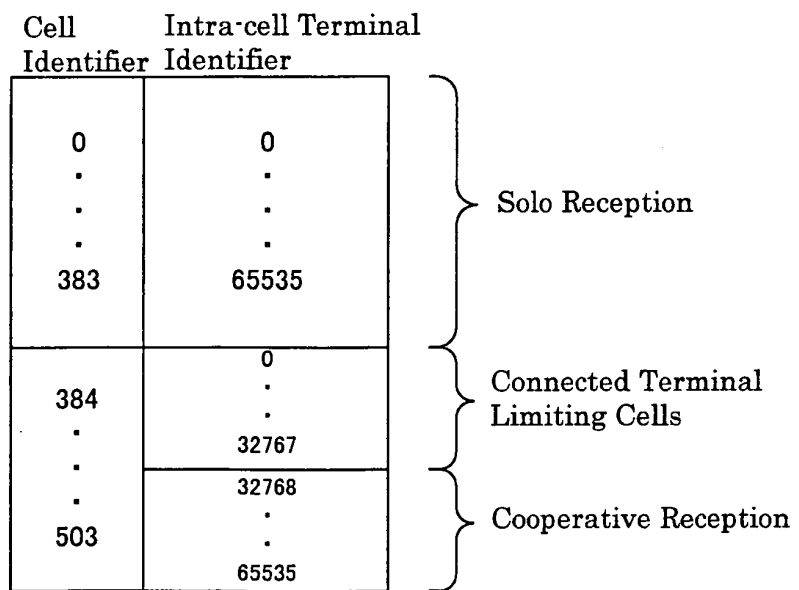 Cell Intra-cell Terminal
Identifier Identifier
0 0
. .
. .
. .
383 65535
Solo Reception
0
384 .
. .
. 32767
Connected Terminal
Limiting Cells
. 32768
503 .
.
65535
Cooperative Reception